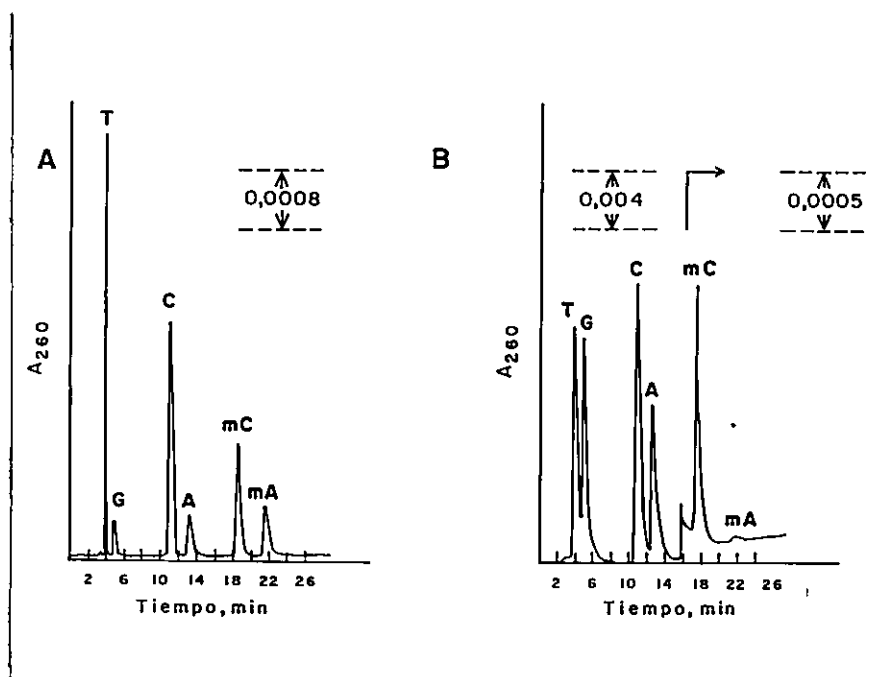 A
T
G
C
A
mC
mA
0,0008
A260
2 6 10 14 18 22 26
Tiempo, min
B
T
G
C
A
mC
mA
0,004
0,0005
A260
2 6 10 14 18 22 26
Tiempo, min